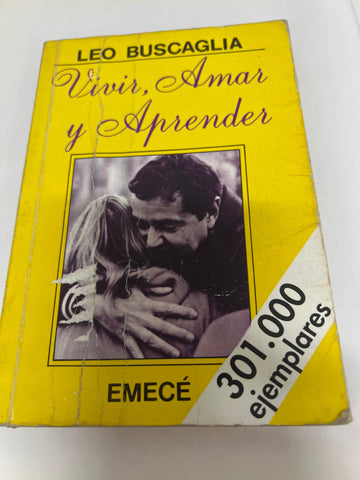 LEO BUSCAGLIA
Vivir, Amar
y Aprender
EMECÉ
301.000
ejemplares